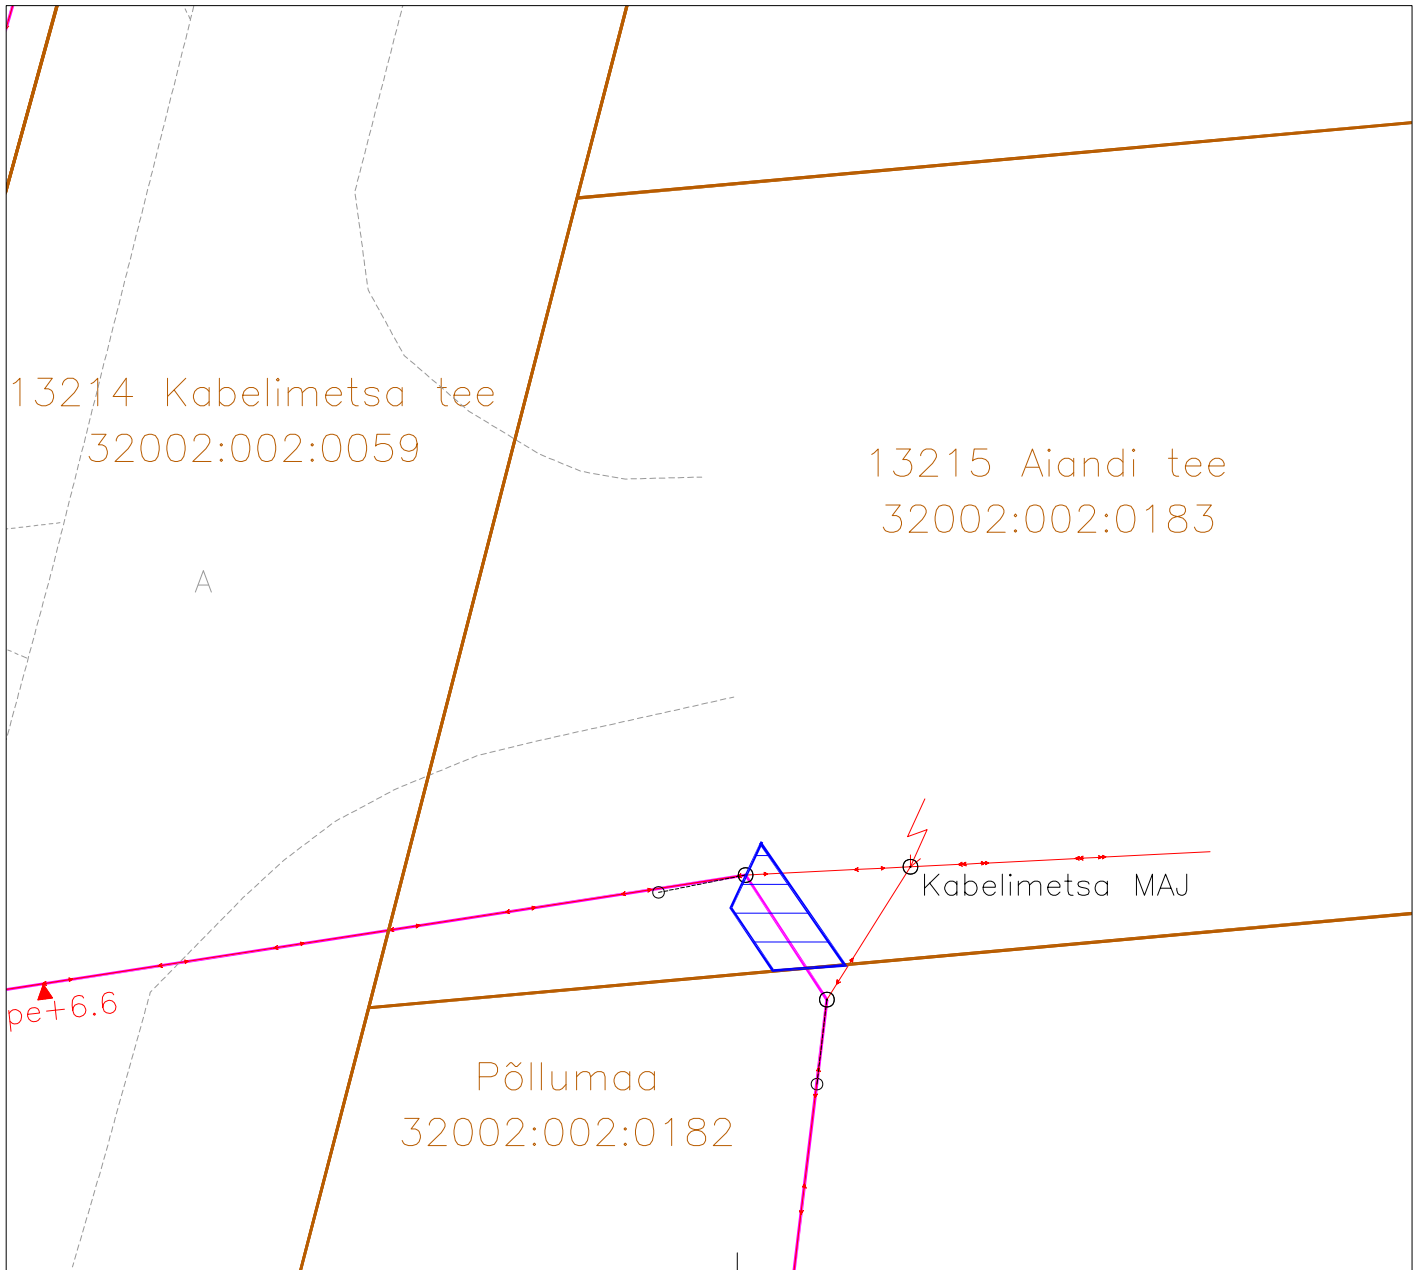 13214 Kabelimetsa tee
32002:002:0059
13215 Aiandi tee
32002:002:0183
A
Kabelimetsa MAJ
pe+6.6
Põllumaa
32002:002:0182